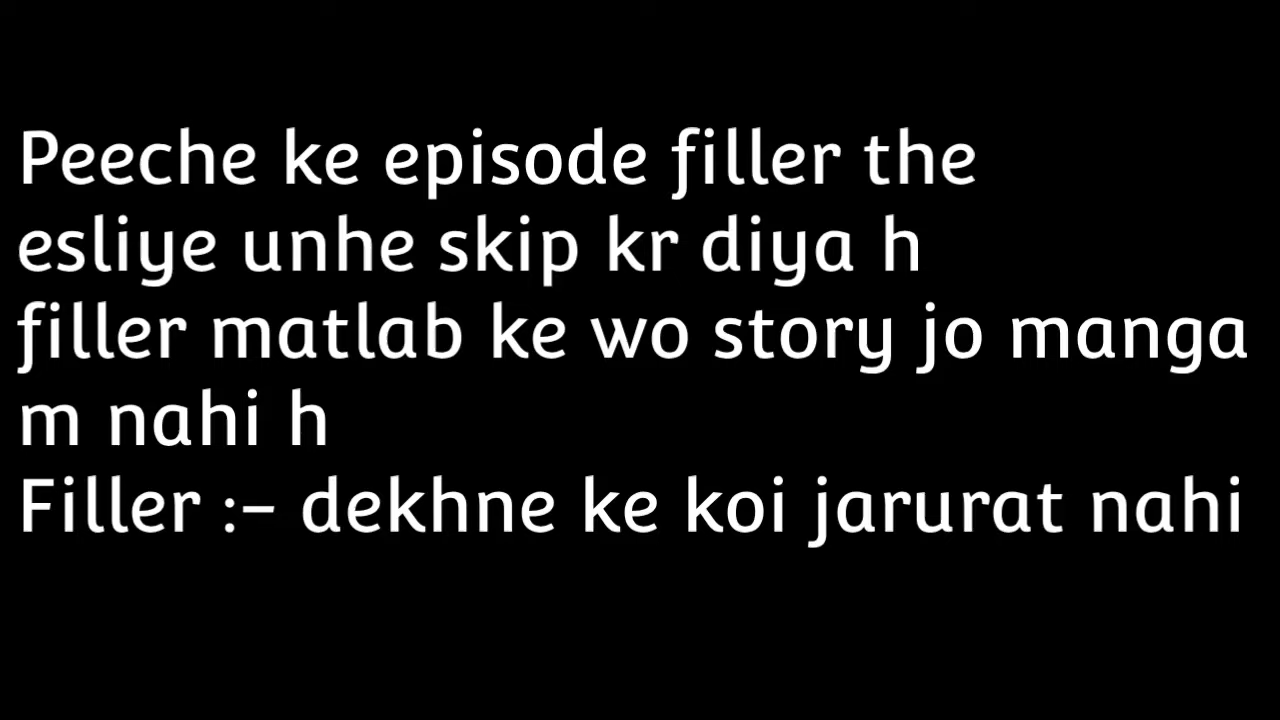 Peeche ke episode filler the
esliye unhe skip kr diya h
filler matlab ke wo story jo manga
m nahi h
Filler :- dekhne ke koi jarurat nahi